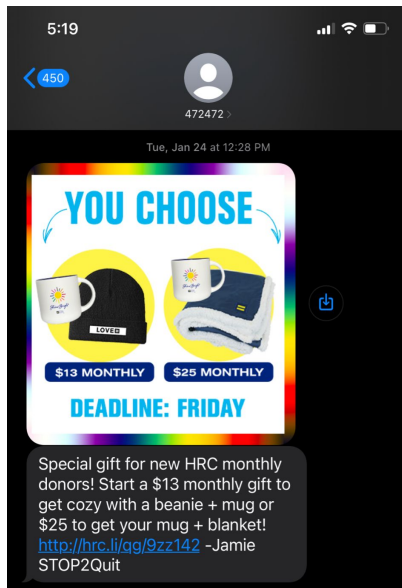 5:19
450
472472 >
Tue, Jan 24 at 12:28 PM
YOU CHOOSE
LOVE
$13 MONTHLY
$25 MONTHLY
DEADLINE: FRIDAY
Special gift for new HRC monthly
donors! Start a $13 monthly gift to
get cozy with a beanie + mug or
$25 to get your mug + blanket!
http://hrc.li/qg/9zz142 -Jamie
STOP2Quit